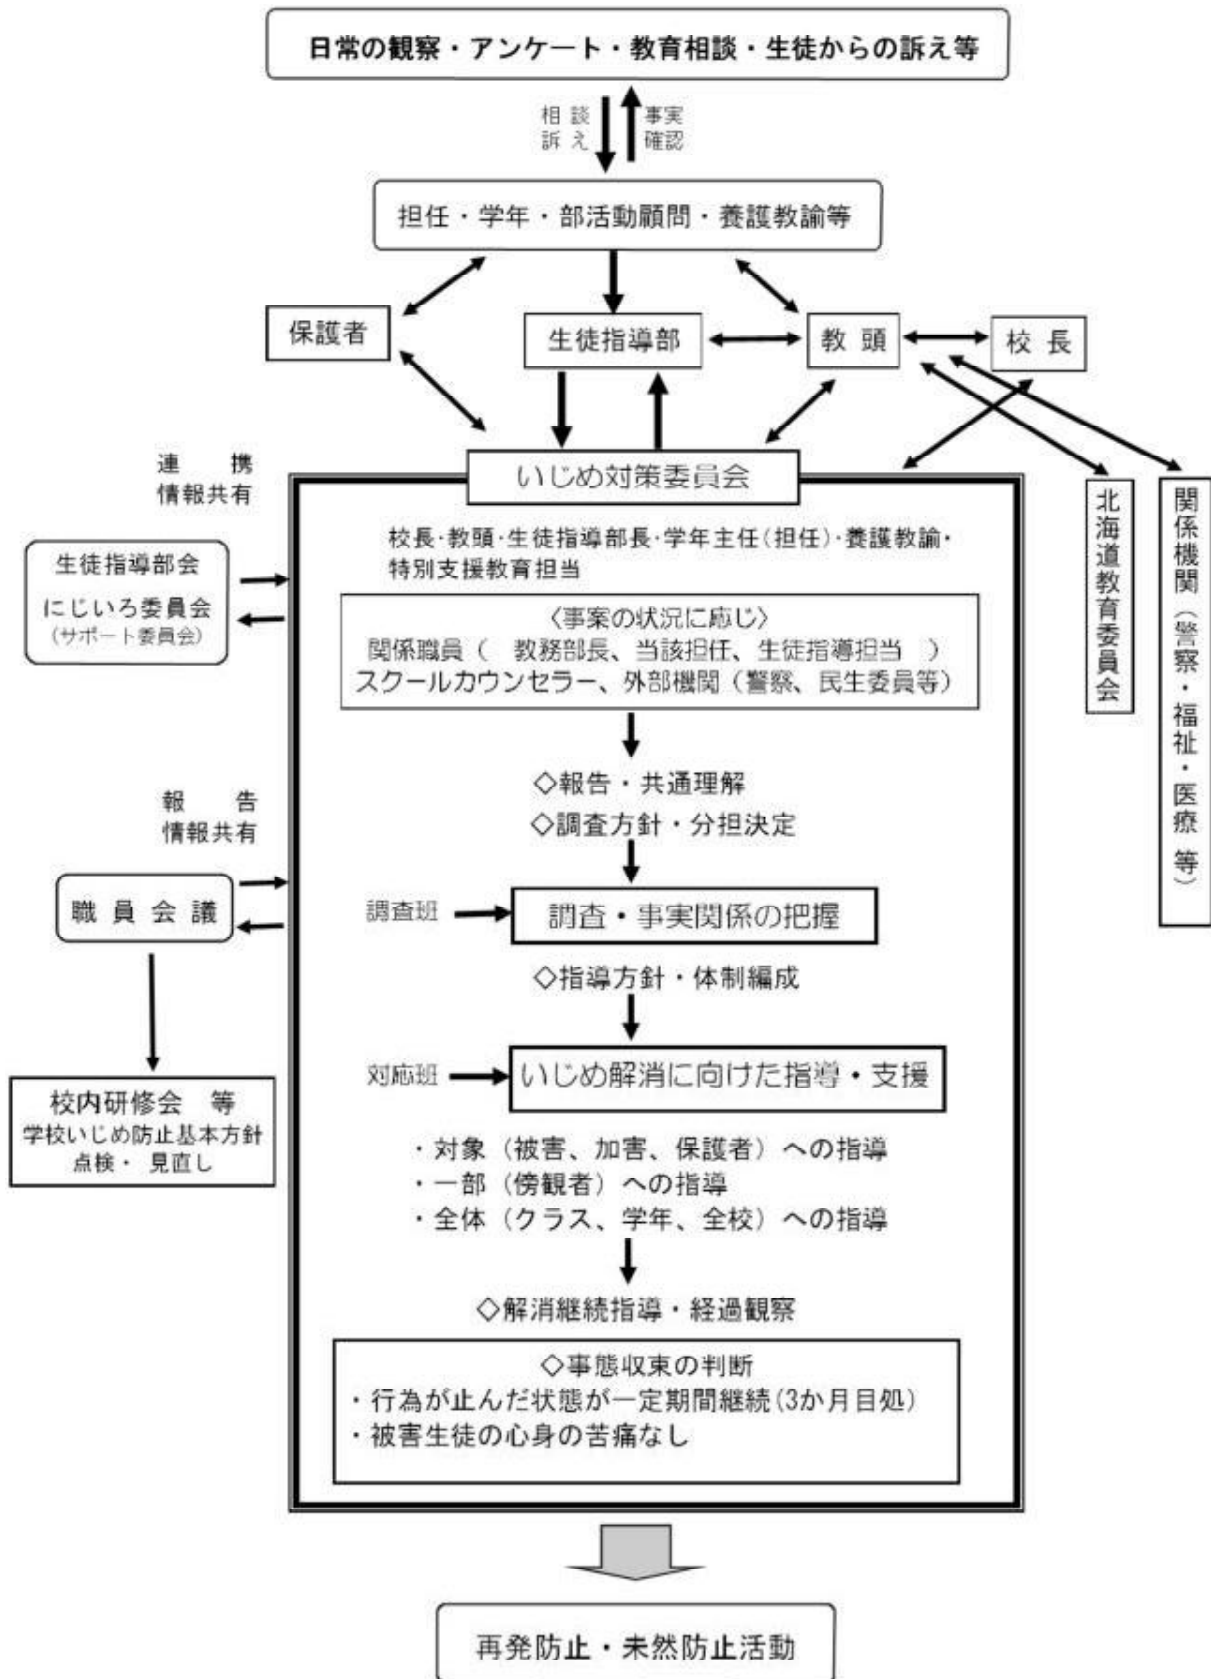 日常の観察・アンケート・教育相談・生徒からの訴え等
相 談
訴 え
事実
確認
担任・学年・部活動顧問・養護教諭等
保護者
生徒指導部
教 頭
校 長
いじめ対策委員会
連 携
情報共有
生徒指導部会
にじいろ委員会
(サポート委員会)
校長・教頭・生徒指導部長・学年主任(担任)・養護教諭・
特別支援教育担当
〈事案の状況に応じ〉
関係職員( 教務部長、当該担任、生徒指導担当 )
スクールカウンセラー、外部機関(警察、民生委員等)
北海道教育委員会
関係機関(警察・福祉・医療 等)
◇報告・共通理解
◇調査方針・分担決定
報 告
情報共有
職 員 会 議
調査班
調査・事実関係の把握
◇指導方針・体制編成
対応班
いじめ解消に向けた指導・支援
校内研修会 等
学校いじめ防止基本方針
点検・ 見直し
・対象(被害、加害、保護者)への指導
・一部(傍観者)への指導
・全体(クラス、学年、全校)への指導
◇解消継続指導・経過観察
◇事態収束の判断
・行為が止んだ状態が一定期間継続(3か月目処)
・被害生徒の心身の苦痛なし
再発防止・未然防止活動